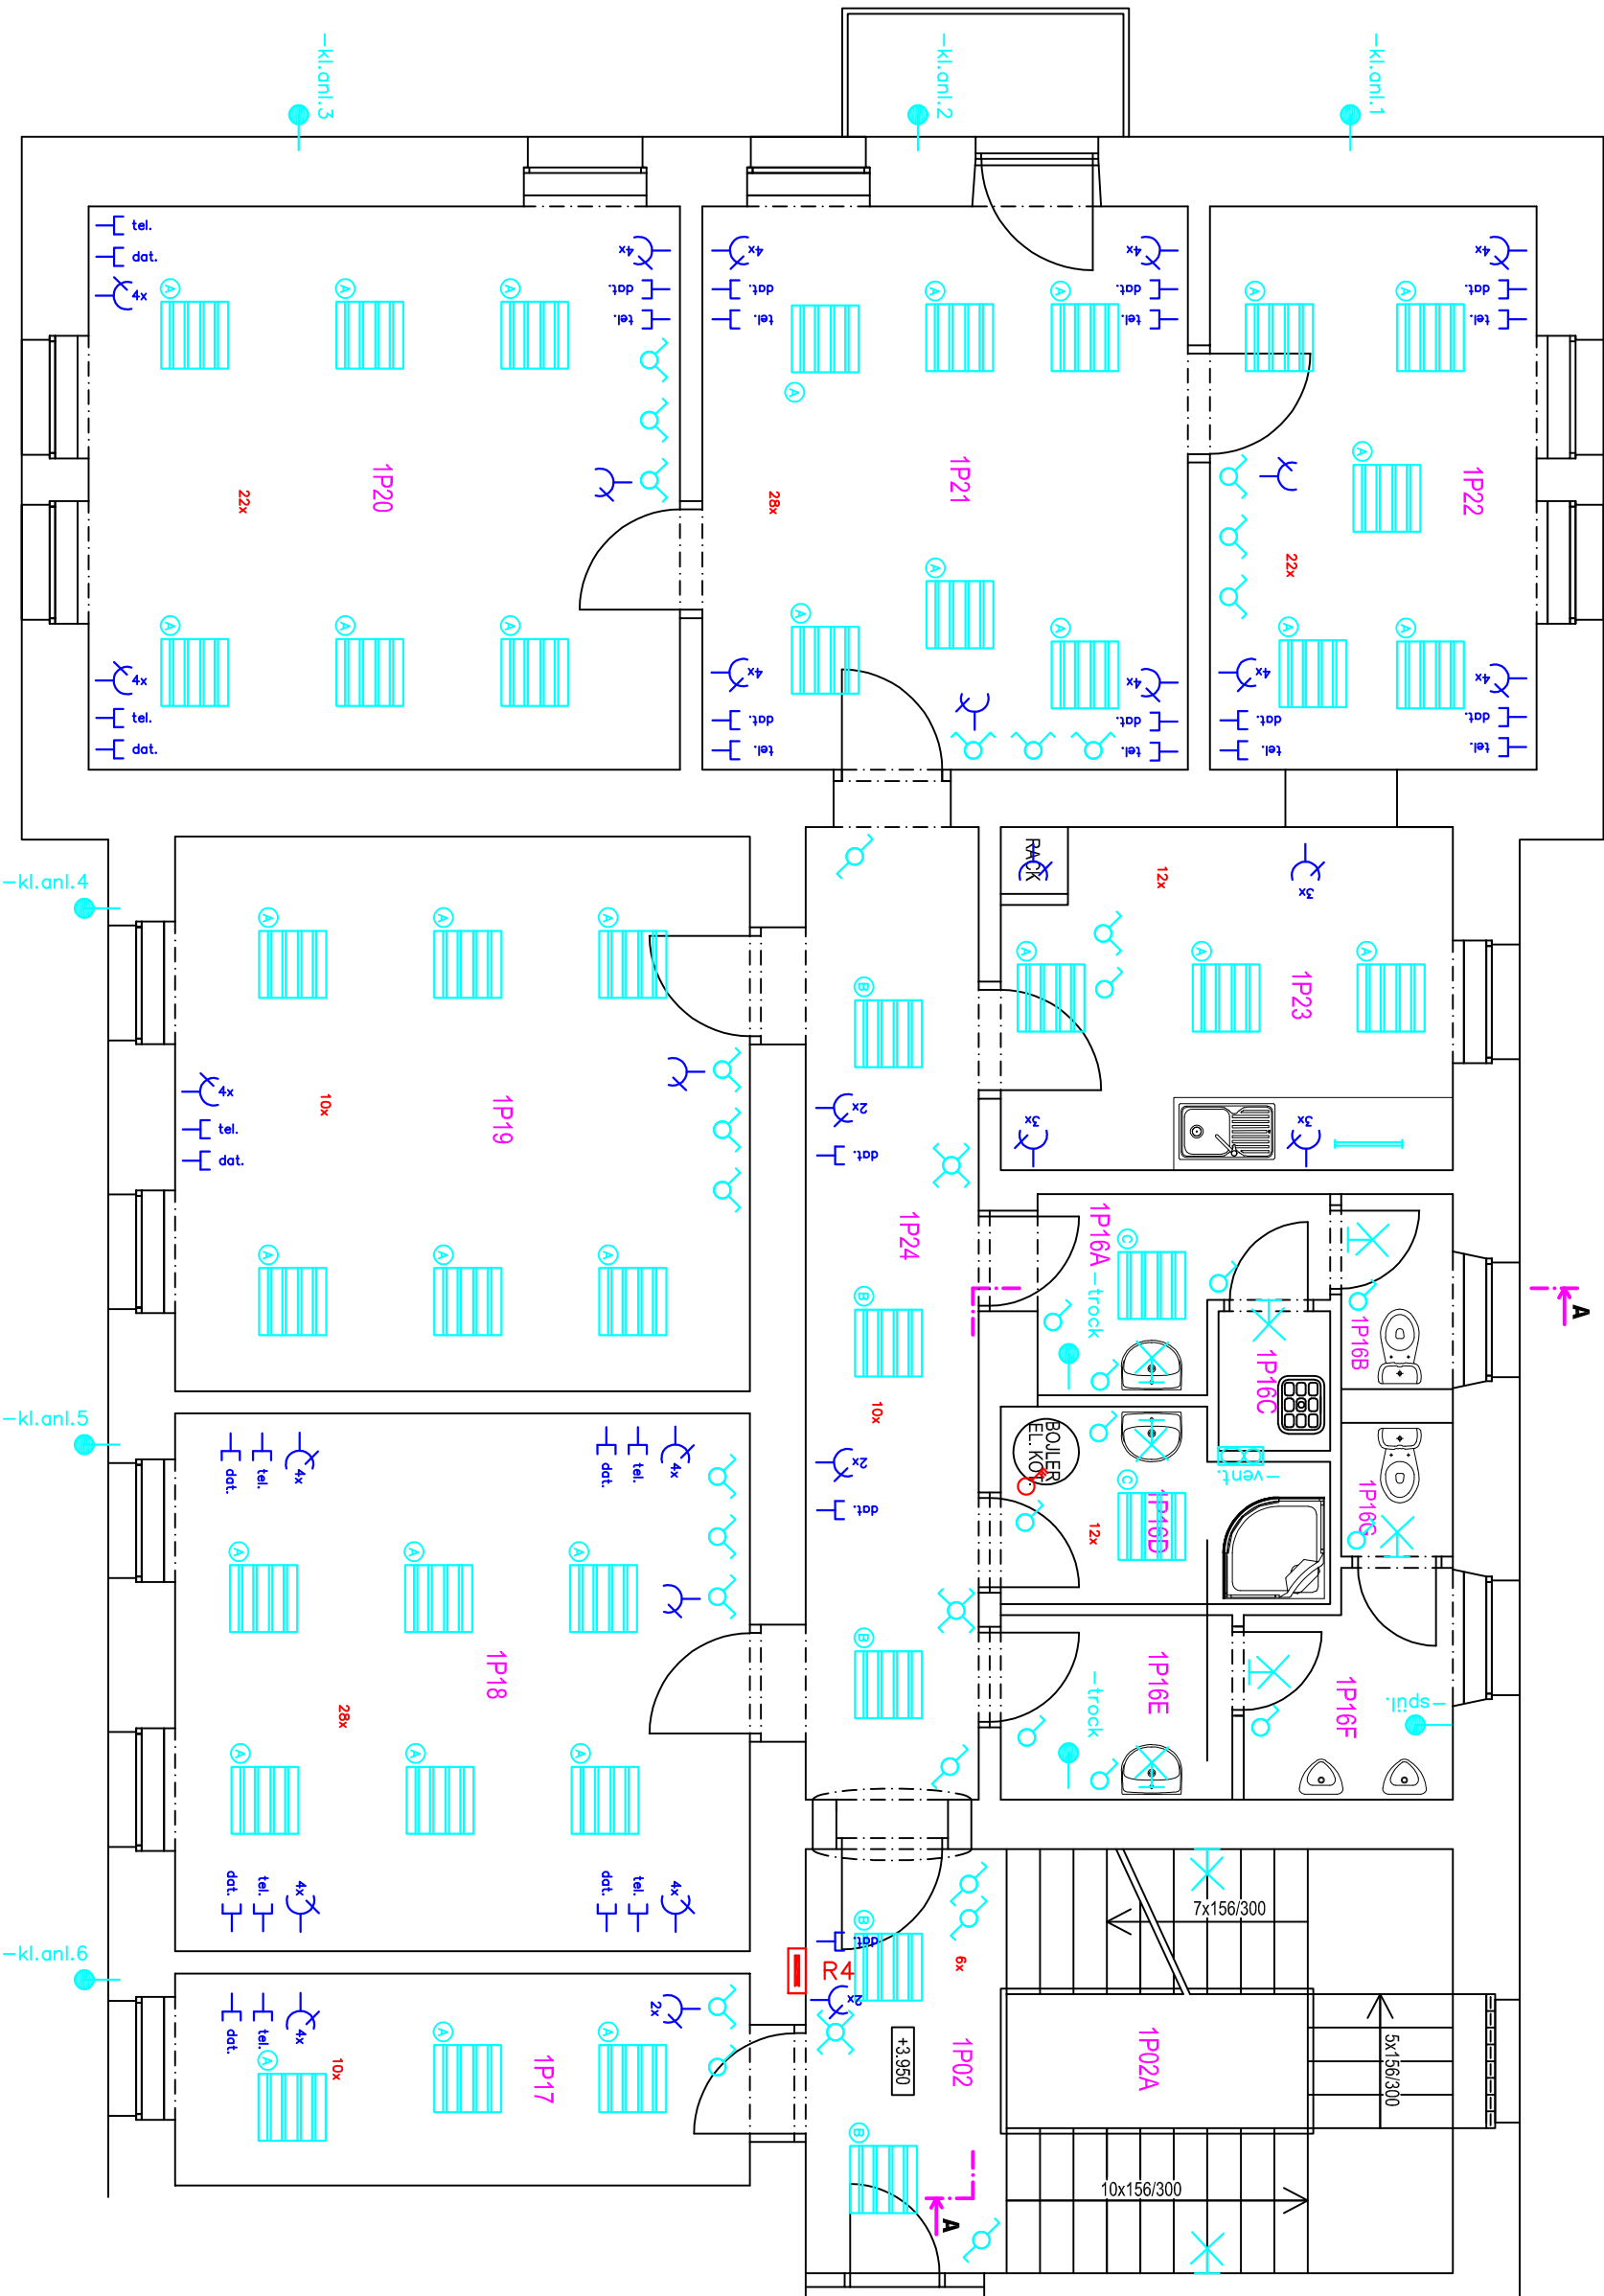 -kl.anl.3
-kl.anl.2
-kl.anl.1
tel.
dat.
4x
4x
dat.
tel.
4x
dat.
tel.
4x
dat.
tel.
4x
dat.
tel.
A
A
A
A
A
A
A
A
1P20
22x
1P21
28x
1P22
22x
A
A
A
A
A
A
A
A
A
4x
tel.
dat.
4x
dat.
tel.
4x
dat.
tel.
4x
dat.
tel.
4x
dat.
tel.
RACK
12x
3x
-kl.anl.4
A
A
A
B
A
A
A
1P23
4x
tel.
dat.
10x
1P19
2x
dat.
3x
3x
1P24
1P16A
-trock
C
A
A
A
A
B
1P16B
1P16C
10x
-kl.anl.5
dat.
tel.
4x
dat.
tel.
4x
2x
dat.
BOJLER
EL. KOT.
C
-vent.
1P16D
12x
1P16G
A
A
A
B
1P18
28x
1P16E
-trock
1P16F
-spül.
A
A
A
dat.
tel.
4x
dat.
tel.
4x
7x156/300
-kl.anl.6
dat.
R4
B
6x
dat.
tel.
4x
2x
2x
10x
A
A
A
1P17
+3.950
1P02
1P02A
5x156/300
B
10x156/300
A